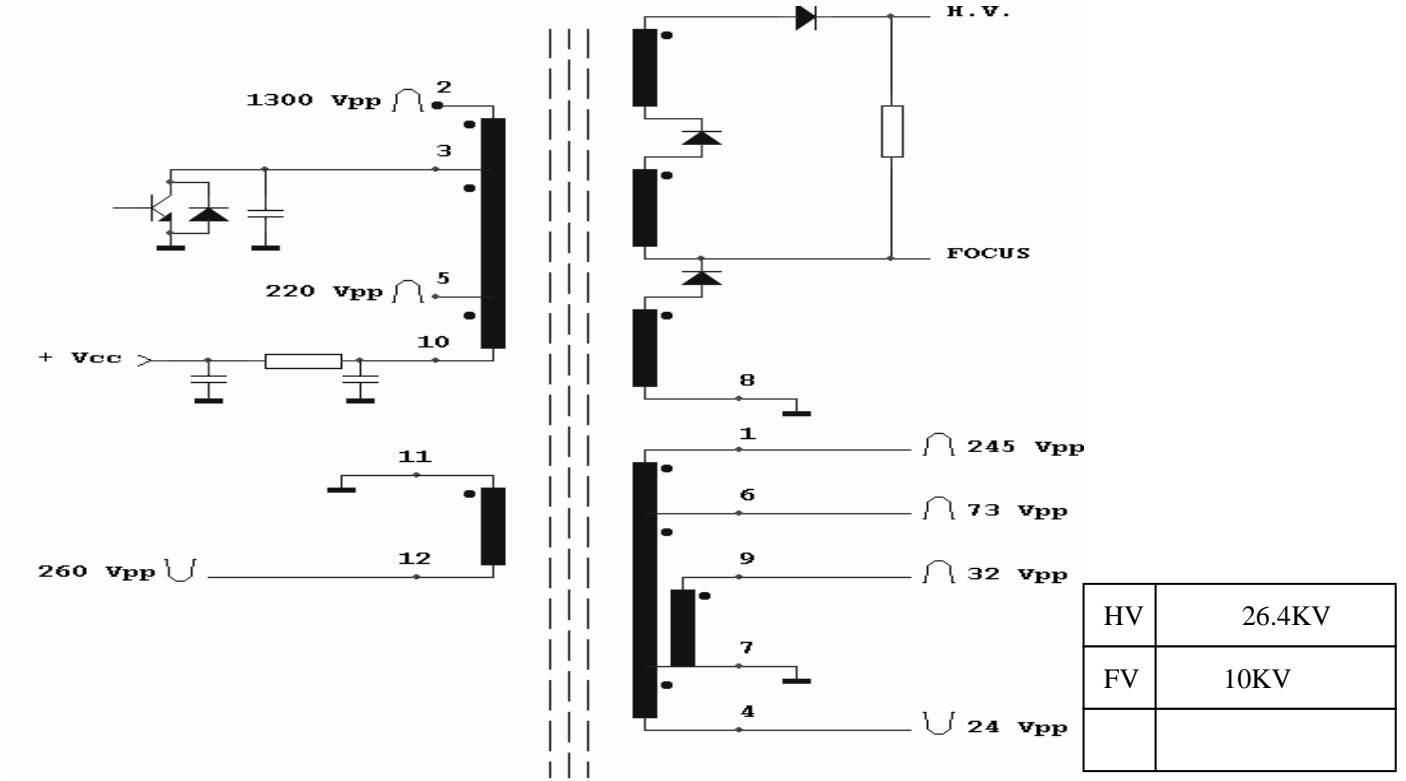 H.V.
2
1300 Vpp
3
FOCUS
5
220 Vpp
10
+ Vcc
8
1
245 Vpp
11
6
73 Vpp
12
9
260 Vpp
32 Vpp
HV 26.4KV
7
FV 10KV
4
24 Vpp